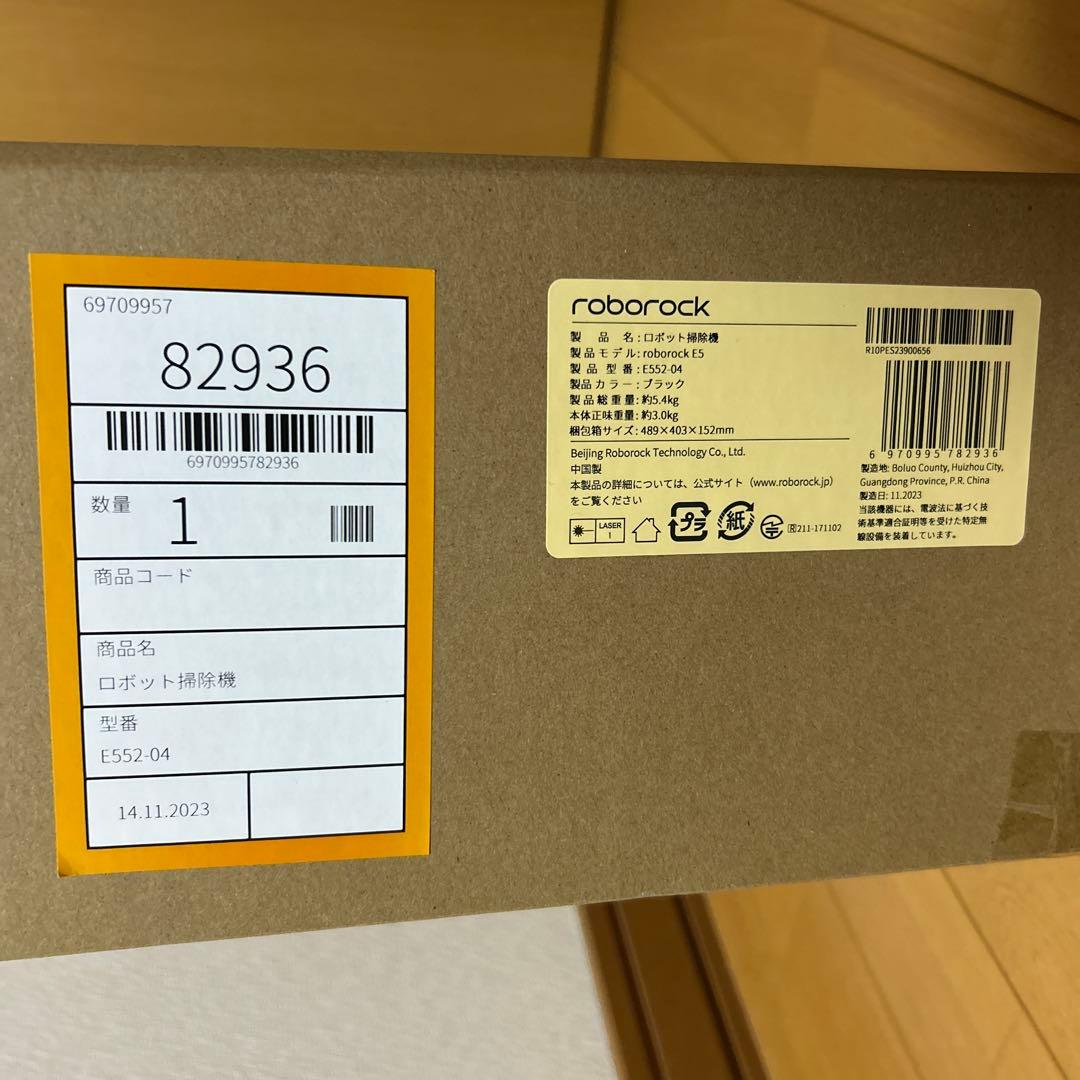 69709957
82936
6970995782936
数量
1
商品コード
商品名
ロボット掃除機
型番
E552-04
14.11.2023
roborock
製品名:ロボット掃除機
製品モデル:roborock E5
製品型番:E552-04
製品カラー:ブラック
製品総重量:約5.4kg
本体正味重量:約3.0kg
梱包箱サイズ:489×403×152mm
Beijing Roborock Technology Co., Ltd.
中国製
本製品の詳細については、公式サイト（www.roborock.jp）
をご覧ください
LASER
1
プラ
紙
PS
E
R 211-171102
R10PES23900656
6 970995 782936
製造地: Boluo County, Huizhou City,
Guangdong Province, P.R. China
製造日: 11.2023
当該機器には、電波法に基づく技
術基準適合証明等を受けた特定無
線設備を装着しています。